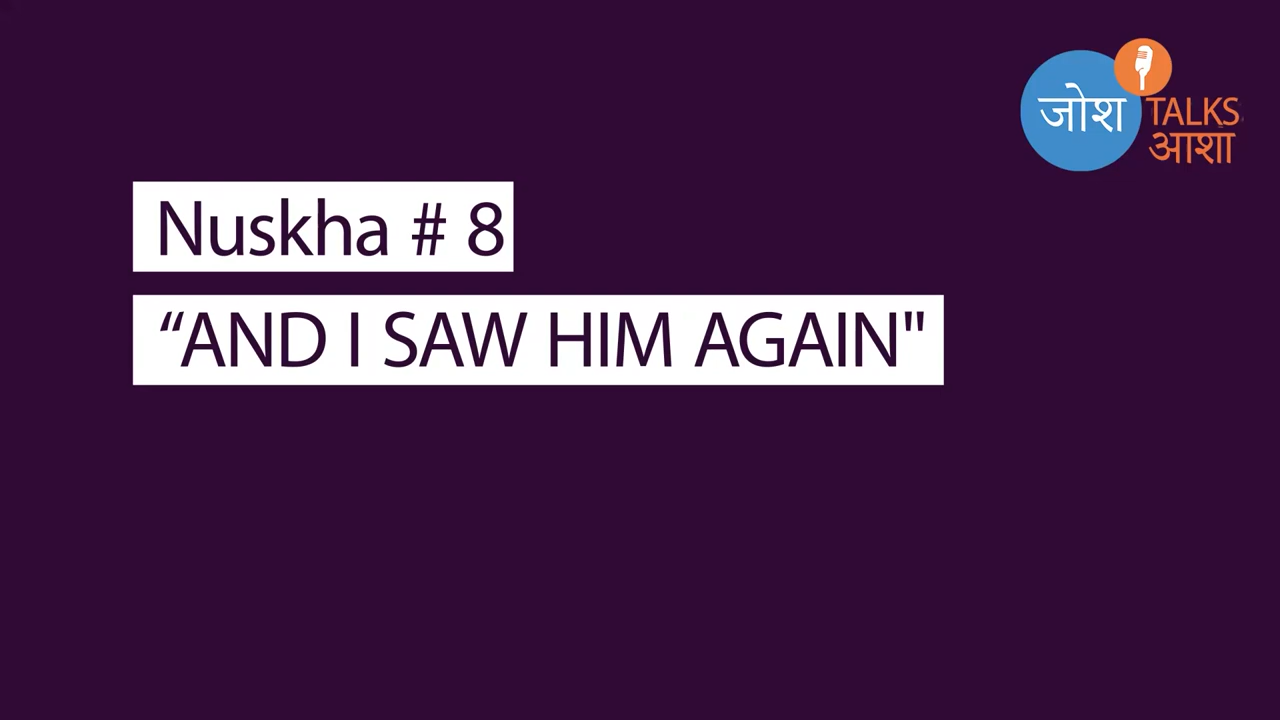 जोश
TALKS
आशा
Nuskha # 8
“AND I SAW HIM AGAIN"